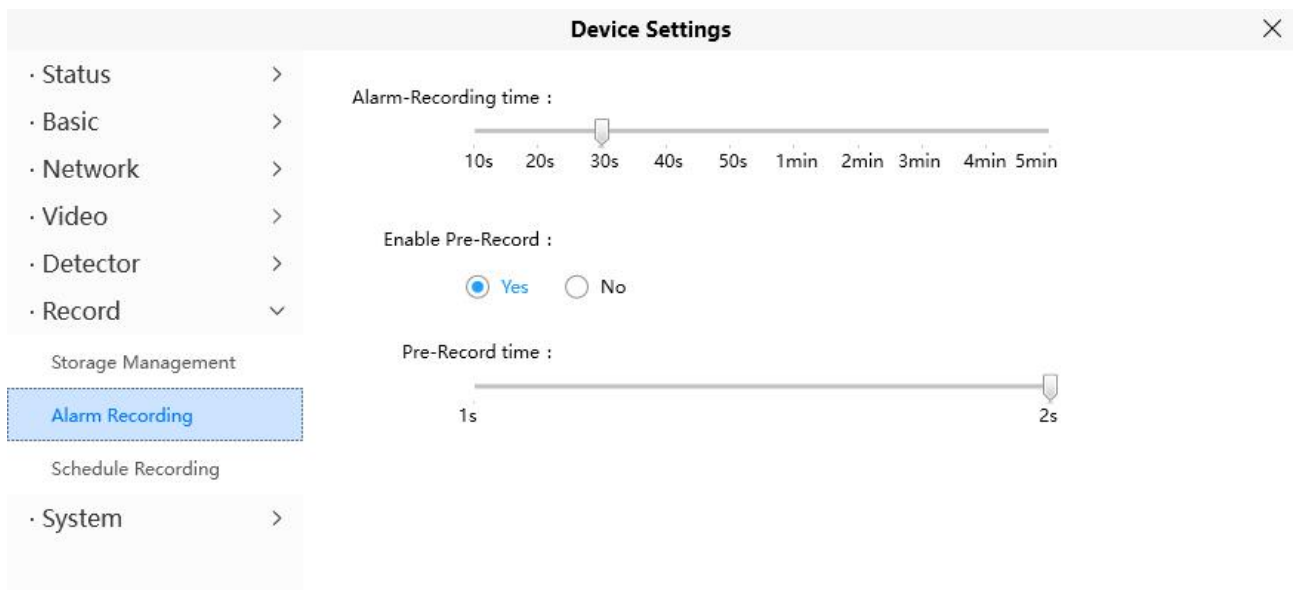 Device Settings
· Status
· Basic
· Network
· Video
· Detector
· Record
Storage Management
Alarm Recording
Schedule Recording
· System
Alarm-Recording time :
10s 20s 30s 40s 50s 1min 2min 3min 4min 5min
Enable Pre-Record :
Yes No
Pre-Record time :
1s 2s